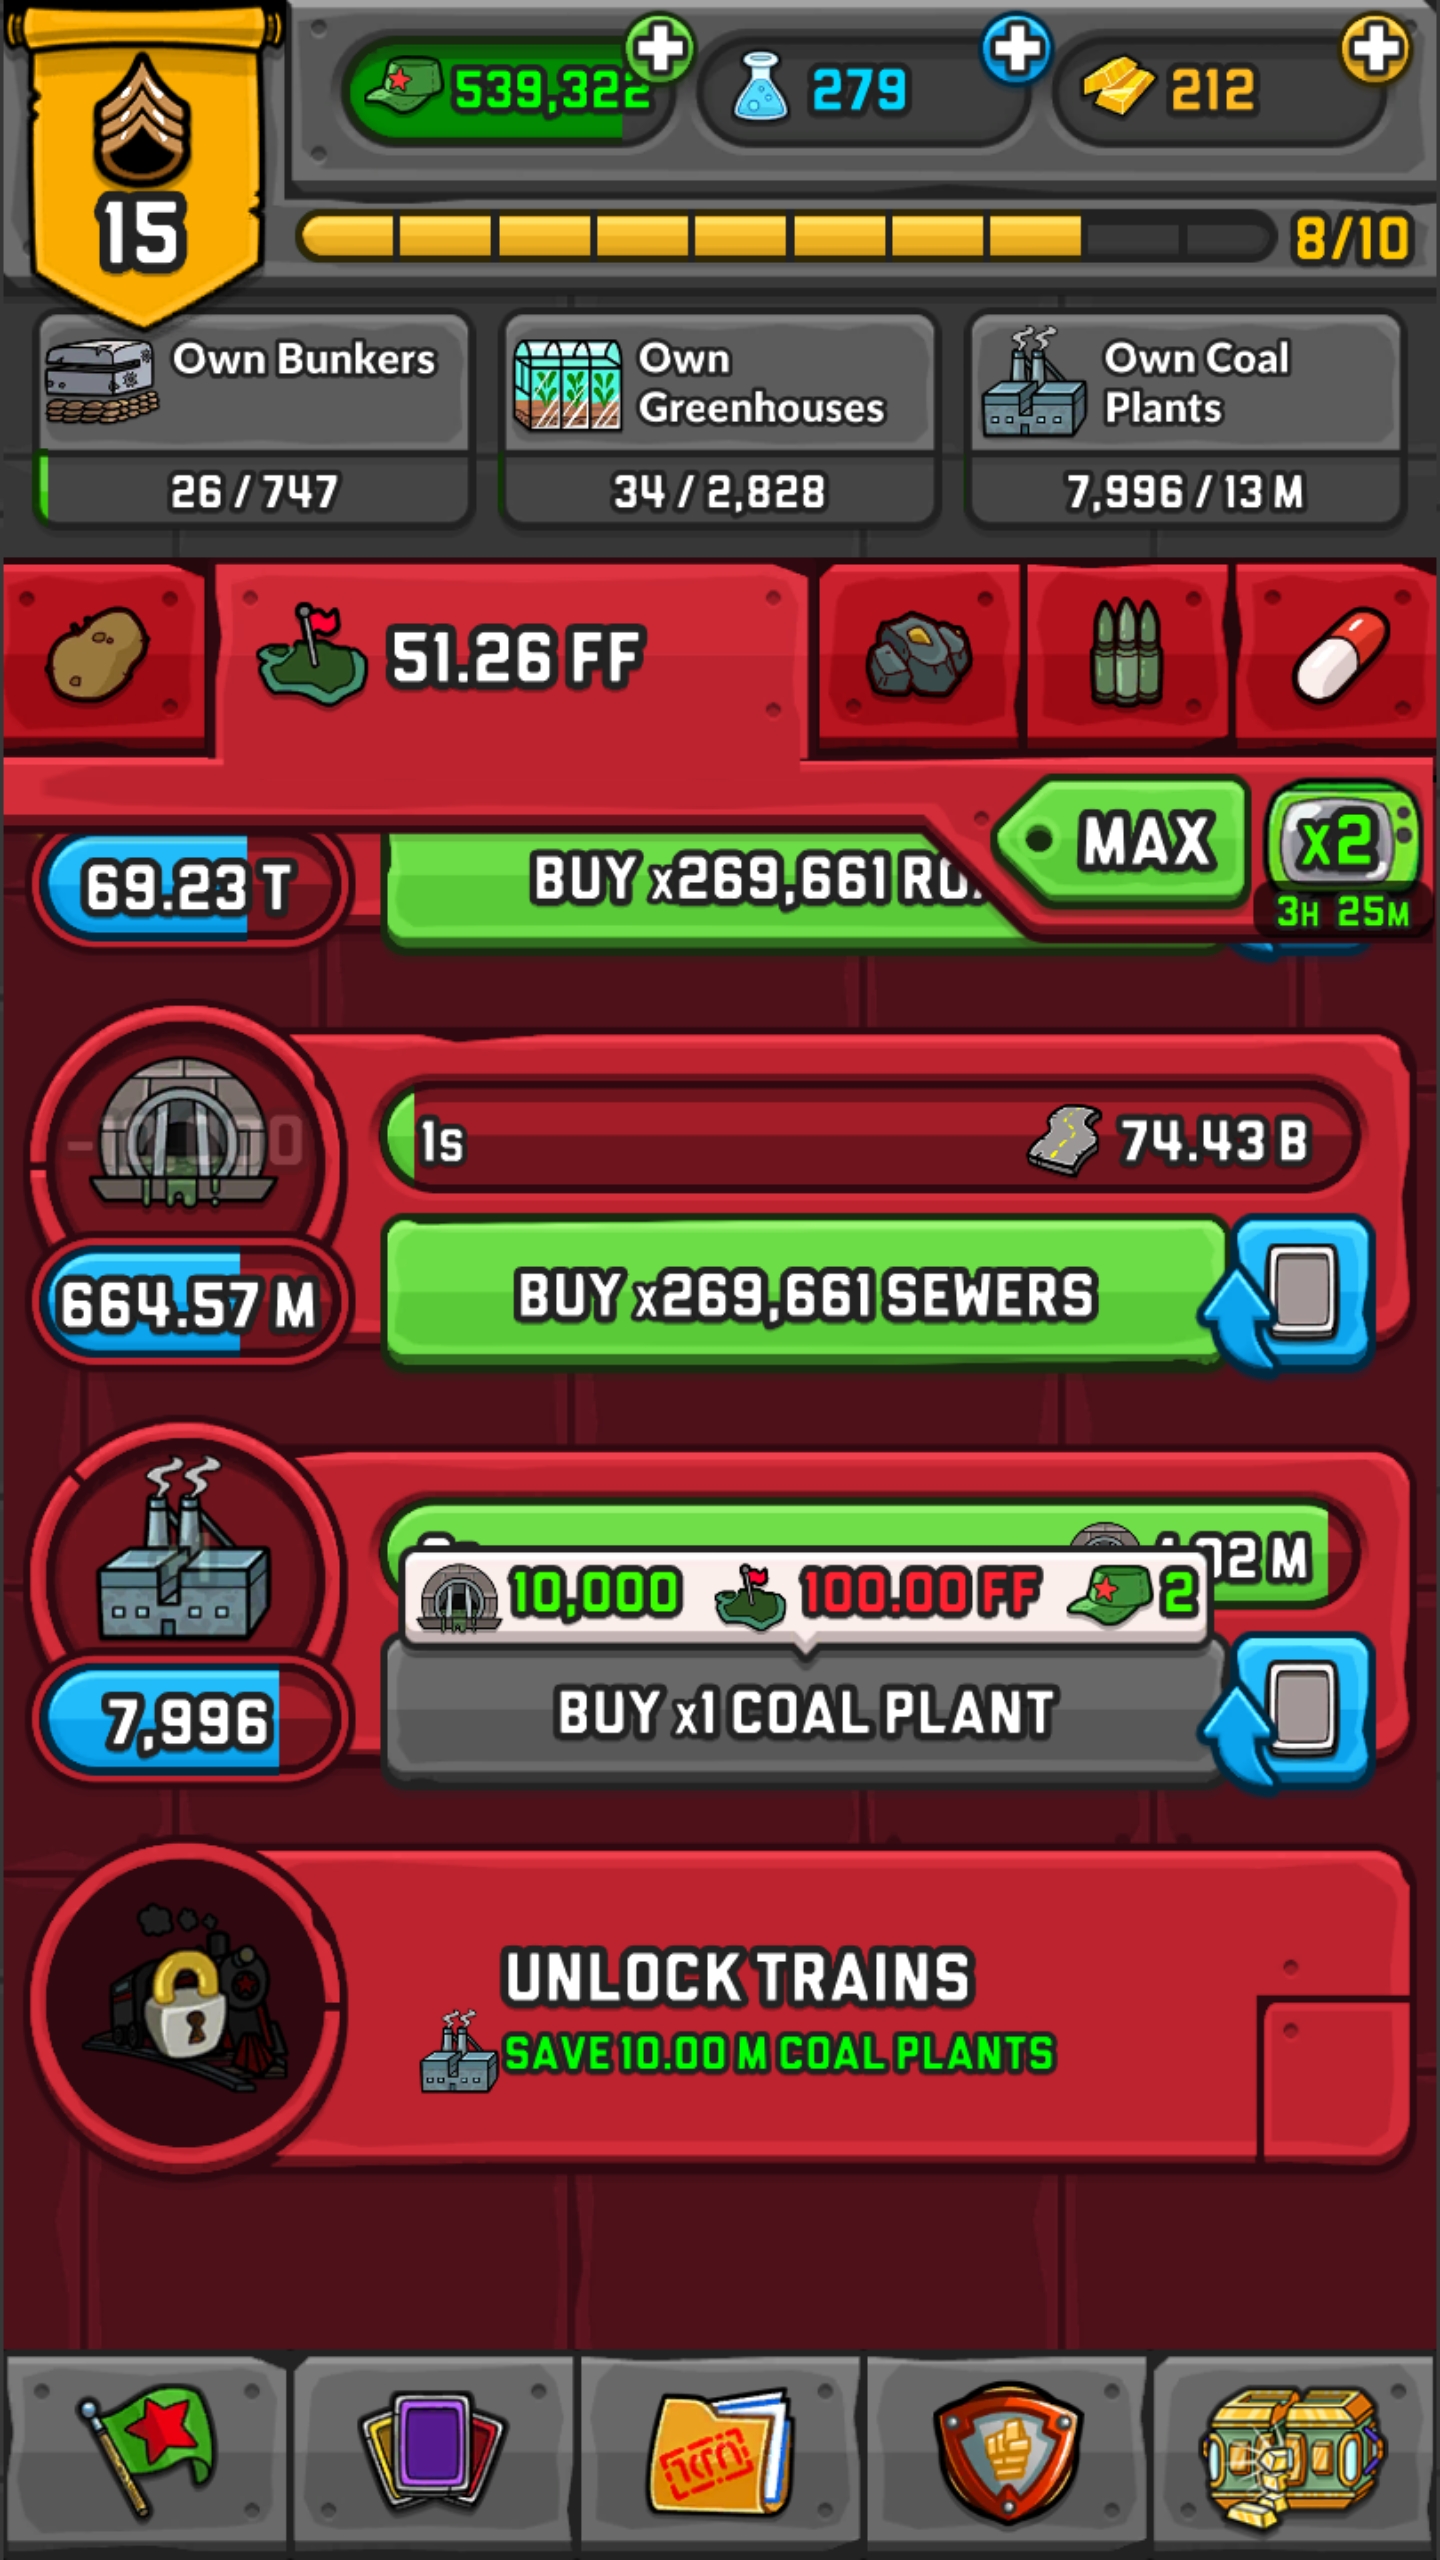 539,322
279
212
15
8/10
Own Bunkers
26 / 747
Own
Greenhouses
34 / 2,828
Own Coal
Plants
7,996 / 13 M
51.26 FF
MAX
x2
3H 25M
69.23 T
BUY x269,661
1s
74.43 B
664.57 M
BUY x269,661 SEWERS
10,000
100.00 FF
2
7,996
BUY x1 COAL PLANT
UNLOCK TRAINS
SAVE 10.00 M COAL PLANTS